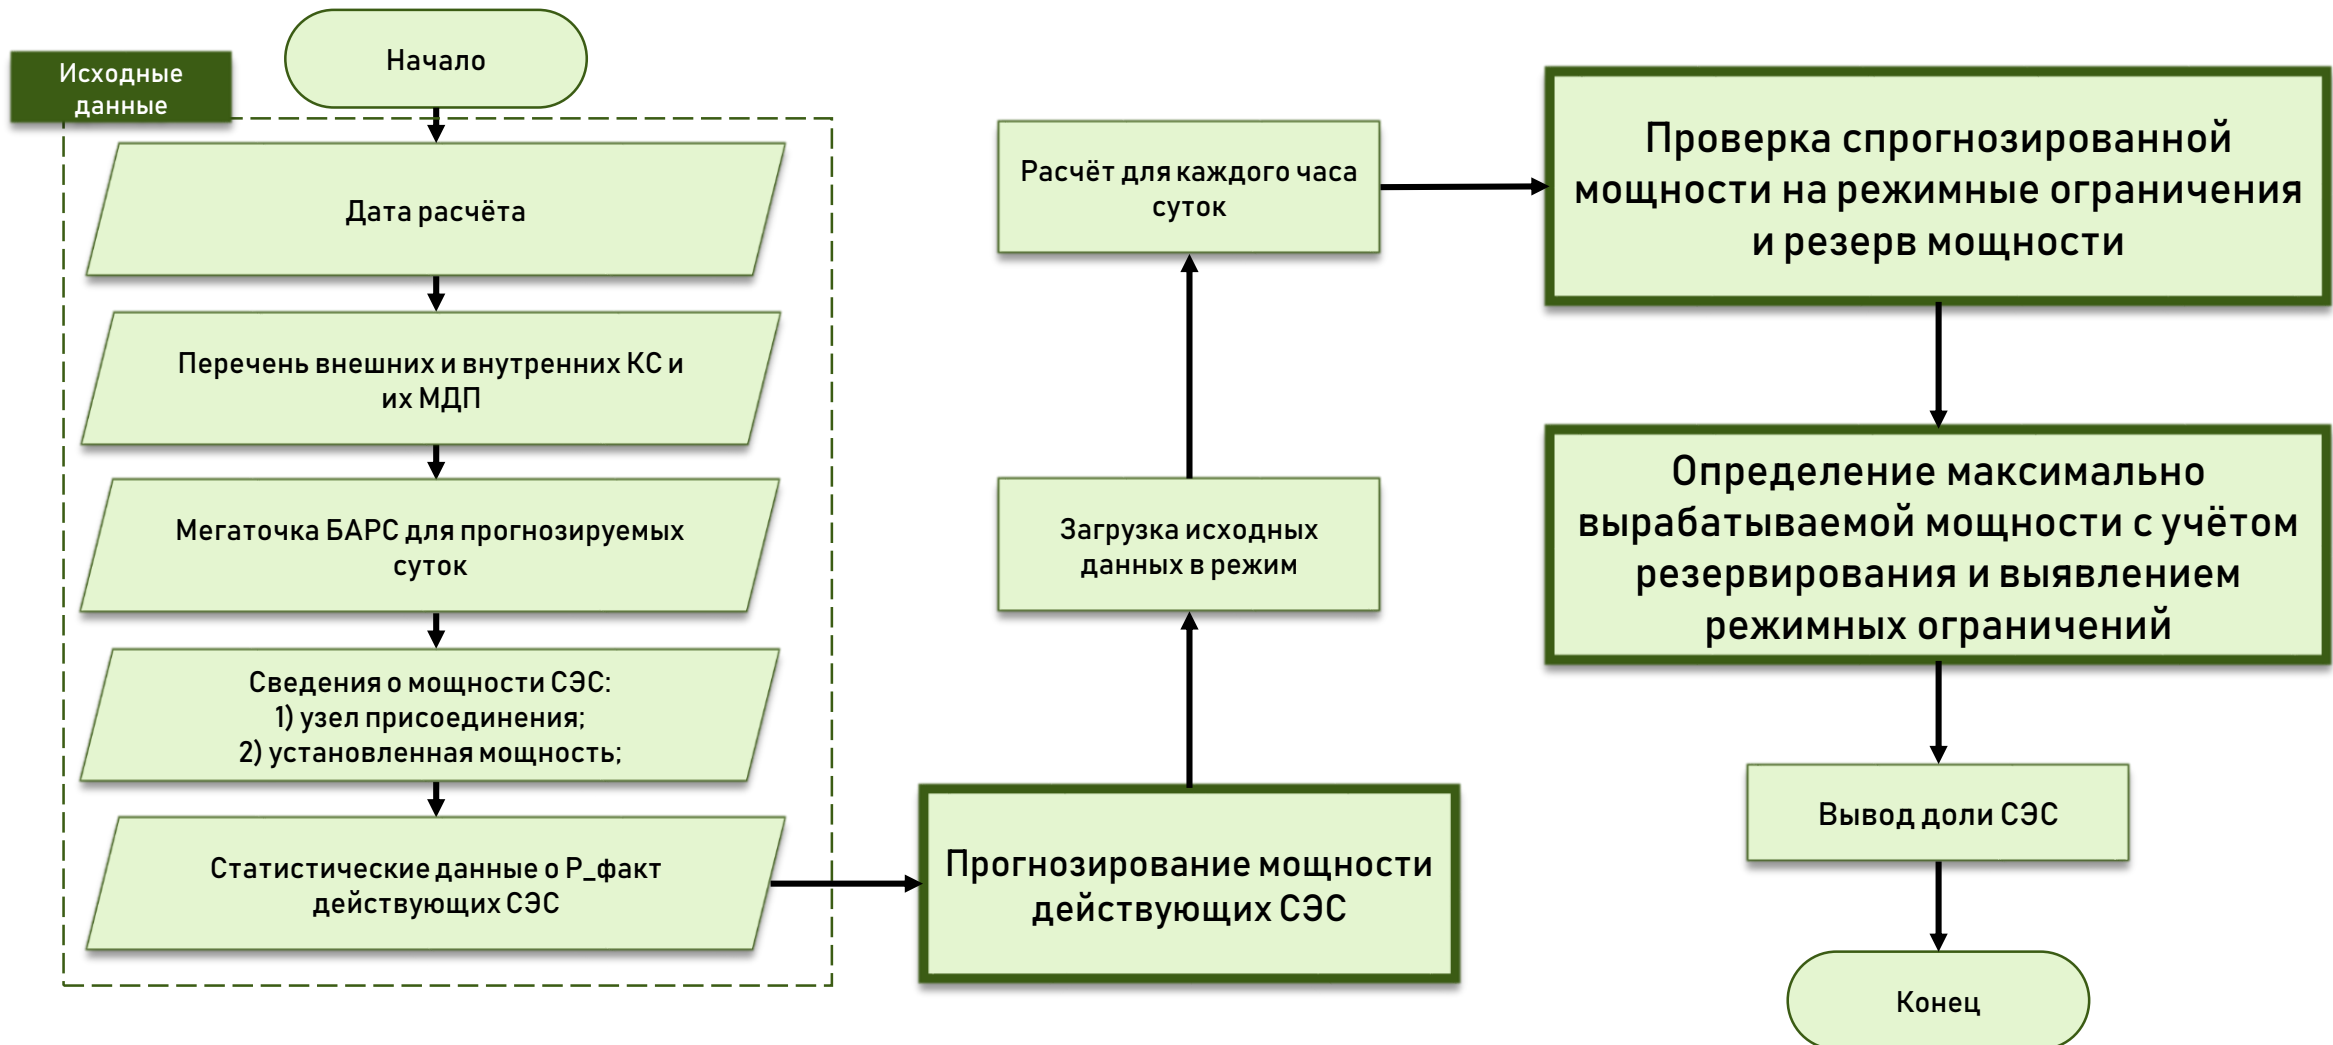 Исходные
данные
Начало
Дата расчёта
Перечень внешних и внутренних КС и
их МДП
Мегаточка БАРС для прогнозируемых
суток
Сведения о мощности СЭС:
1) узел присоединения;
2) установленная мощность;
Статистические данные о P_факт
действующих СЭС
Прогнозирование мощности
действующих СЭС
Загрузка исходных
данных в режим
Расчёт для каждого часа
суток
Проверка спрогнозированной
мощности на режимные ограничения
и резерв мощности
Определение максимально
вырабатываемой мощности с учётом
резервирования и выявлением
режимных ограничений
Вывод доли СЭС
Конец